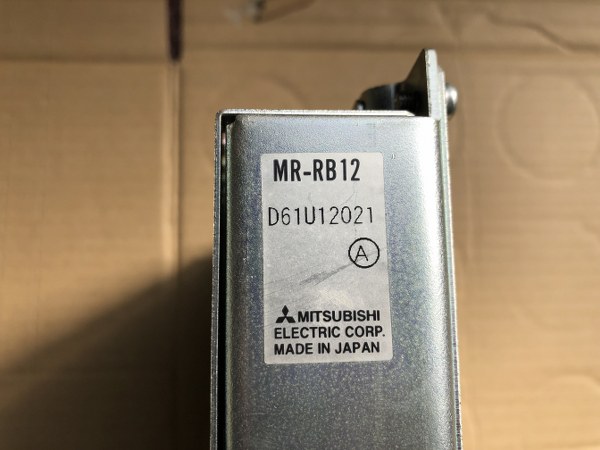 MR-RB12
D61U12021
A
MITSUBISHI
ELECTRIC CORP.
MADE IN JAPAN